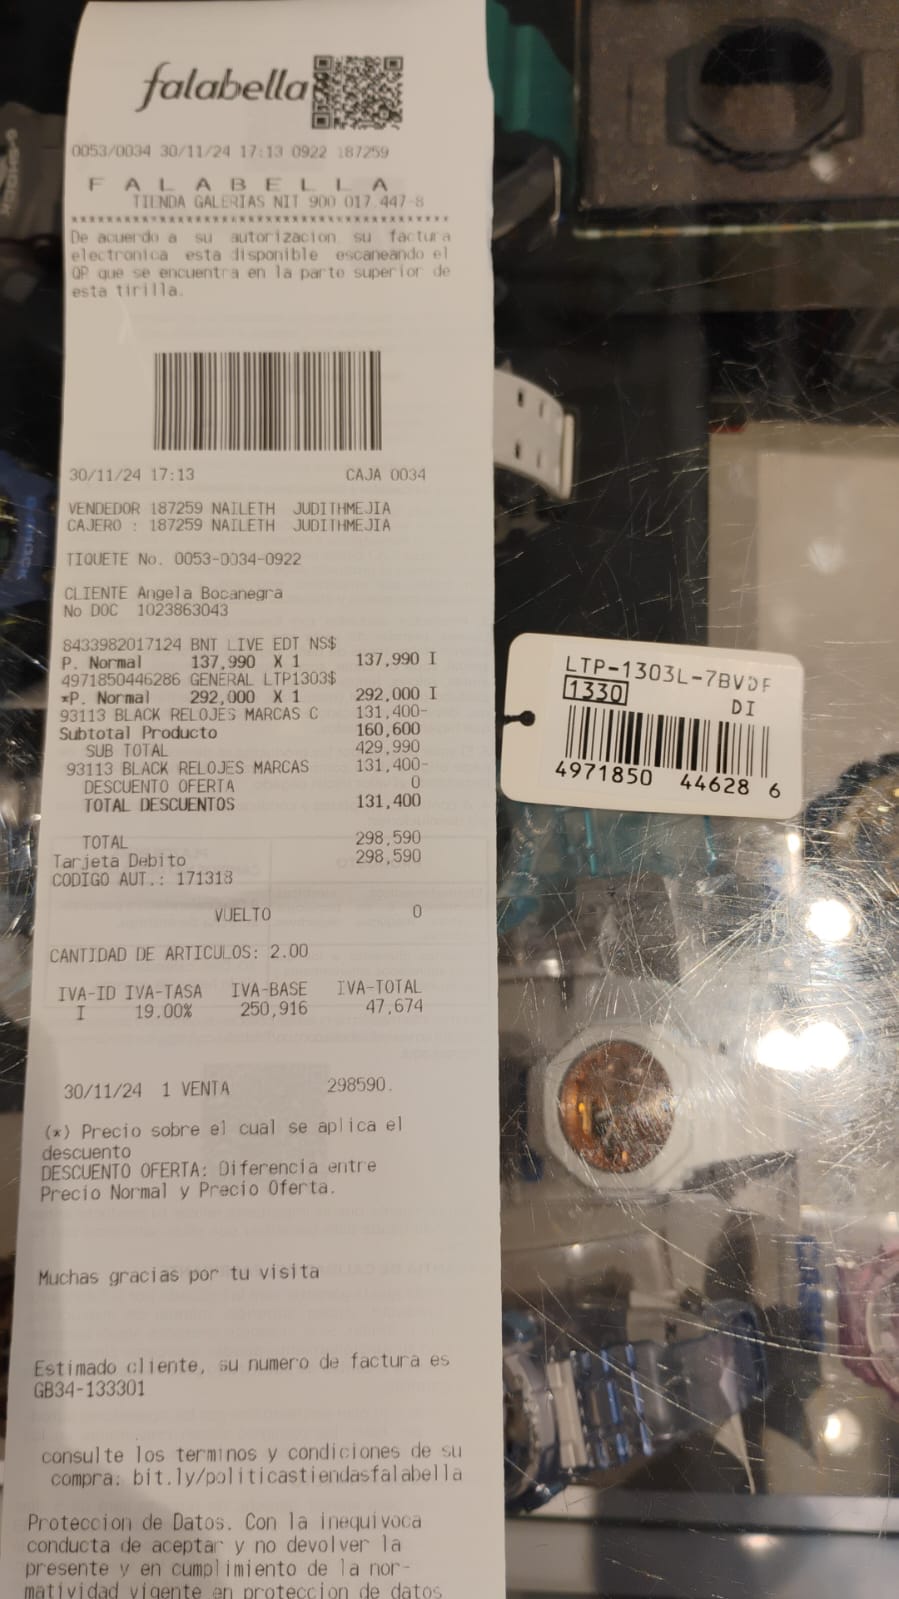 falabella
0053/0034 30/11/24 17:13 0922 187259
F A L A B E L L A
TIENDA GALERIAS NIT 900 017 447-8
****************************************
De acuerdo a su autorizacion su factura
electronica esta disponible escaneando el
QR que se encuentra en la parte superior de
esta tirilla.
30/11/24 17:13 CAJA 0034
VENDEDOR 187259 NAILETH JUDITHMEJIA
CAJERO : 187259 NAILETH JUDITHMEJIA
TIQUETE No. 0053-0034-0922
CLIENTE Angela Bocanegra
No DOC 1023863043
8433982017124 BNT LIVE EDT NS$
P. Normal 137,990 X 1 137,990 I
4971850446286 GENERAL LTP1303$
*P. Normal 292,000 X 1 292,000 I
93113 BLACK RELOJES MARCAS C 131,400-
Subtotal Producto 160,600
SUB TOTAL 429,990
93113 BLACK RELOJES MARCAS 131,400-
DESCUENTO OFERTA 0
TOTAL DESCUENTOS 131,400
TOTAL 298,590
Tarjeta Debito 298,590
CODIGO AUT.: 171318
VUELTO 0
CANTIDAD DE ARTICULOS: 2.00
IVA-ID IVA-TASA IVA-BASE IVA-TOTAL
I 19.00% 250,916 47,674
30/11/24 1 VENTA 298590.
(*) Precio sobre el cual se aplica el
descuento
DESCUENTO OFERTA: Diferencia entre
Precio Normal y Precio Oferta.
Muchas gracias por tu visita
Estimado cliente, su numero de factura es
GB34-133301
consulte los terminos y condiciones de su
compra: bit.ly/politicastiendasfalabella
Proteccion de Datos. Con la inequivoca
conducta de aceptar y no devolver la
presente y en cumplimiento de la nor-
matividad vigente en proteccion de datos
LTP-1303L-7BVDF
1330 DI
4971850 44628 6